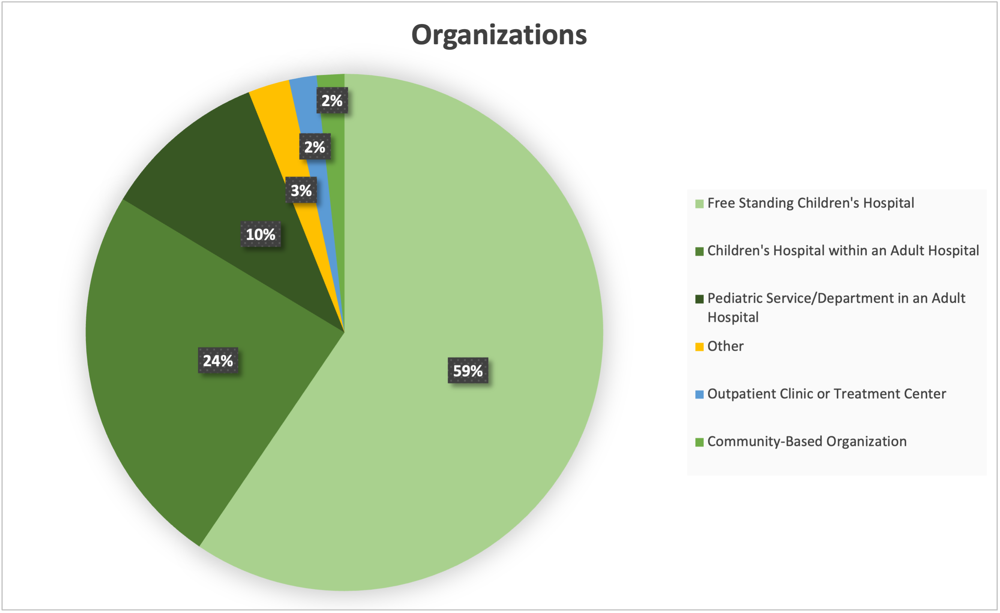 Organizations
2%
2%
3%
10%
24%
59%
Free Standing Children's Hospital
Children's Hospital within an Adult Hospital
Pediatric Service/Department in an Adult
Hospital
Other
Outpatient Clinic or Treatment Center
Community-Based Organization